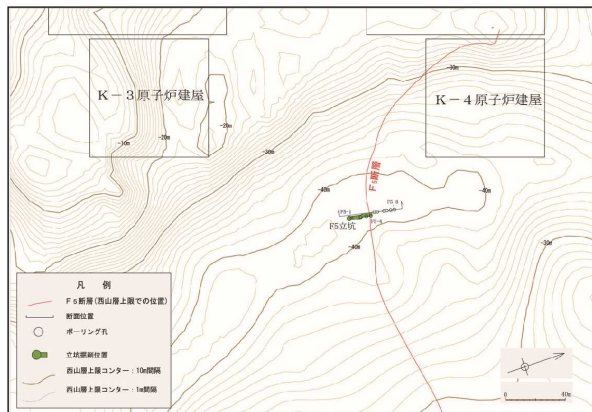 K-3原子炉建屋
K-4原子炉建屋
-10m
-20m
-20m
-30m
-30m
-40m
-40m
-40m
-30m
F5断層
F5立坑
凡 例
F5断層(西山層上限での位置)
断面位置
ボーリング孔
立坑掘削位置
西山層上限コンター:10m間隔
西山層上限コンター:1m間隔
0 40m